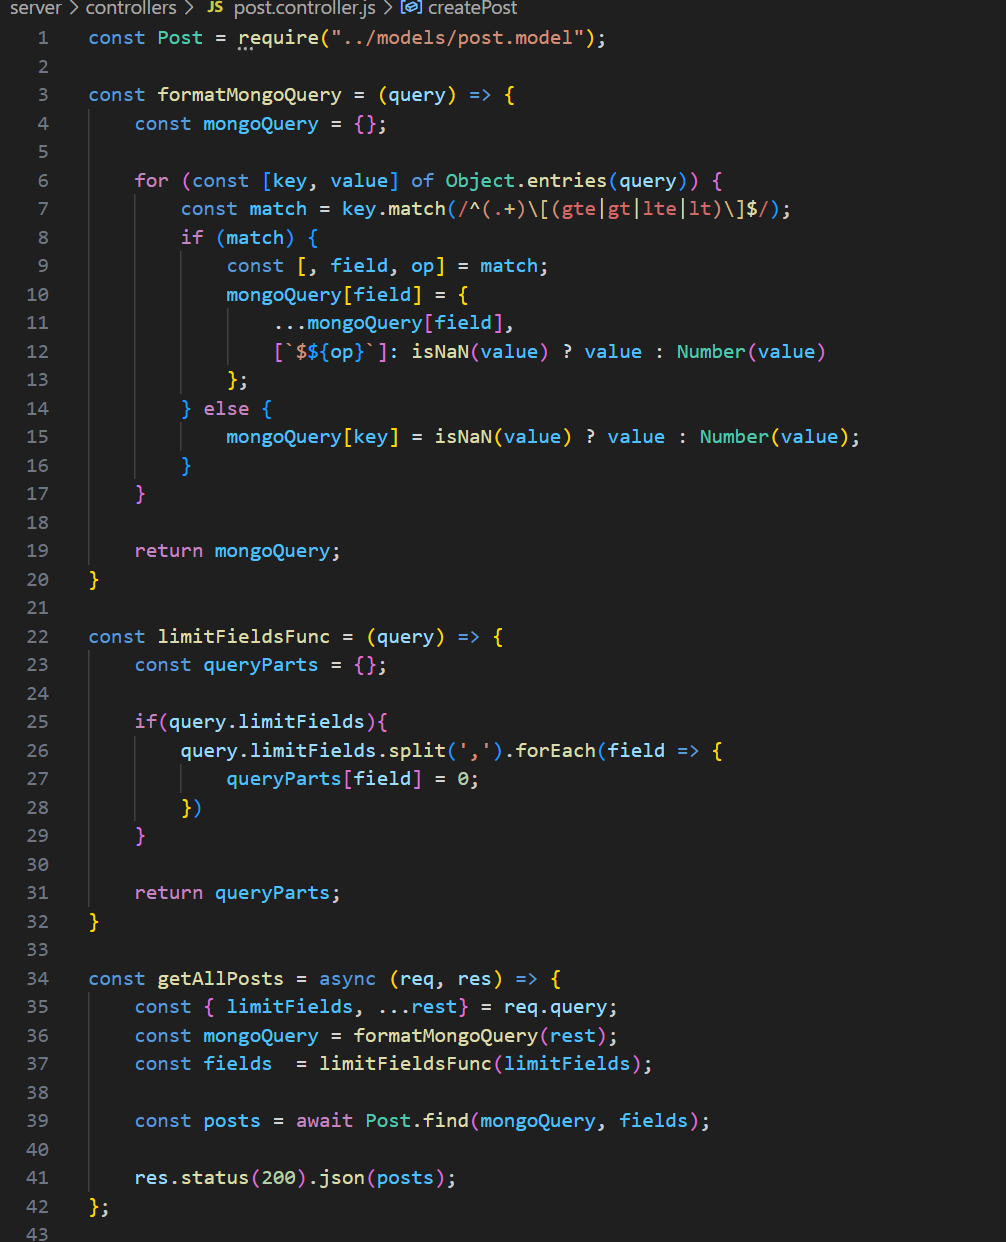 server > controllers > JS post.controller.js > createPost
1 const Post = require("../models/post.model");
2
3 const formatMongoQuery = (query) => {
4     const mongoQuery = {};
5
6     for (const [key, value] of Object.entries(query)) {
7         const match = key.match(/^(.+)\[(gte|gt|lte|lt)\]$/);
8         if (match) {
9             const [, field, op] = match;
10             mongoQuery[field] = {
11                 ...mongoQuery[field],
12                 [`$${op}`]: isNaN(value) ? value : Number(value)
13             };
14         } else {
15             mongoQuery[key] = isNaN(value) ? value : Number(value);
16         }
17     }
18
19     return mongoQuery;
20 }
21
22 const limitFieldsFunc = (query) => {
23     const queryParts = {};
24
25     if(query.limitFields){
26         query.limitFields.split(',').forEach(field => {
27             queryParts[field] = 0;
28         })
29     }
30
31     return queryParts;
32 }
33
34 const getAllPosts = async (req, res) => {
35     const { limitFields, ...rest} = req.query;
36     const mongoQuery = formatMongoQuery(rest);
37     const fields  = limitFieldsFunc(limitFields);
38
39     const posts = await Post.find(mongoQuery, fields);
40
41     res.status(200).json(posts);
42 };
43